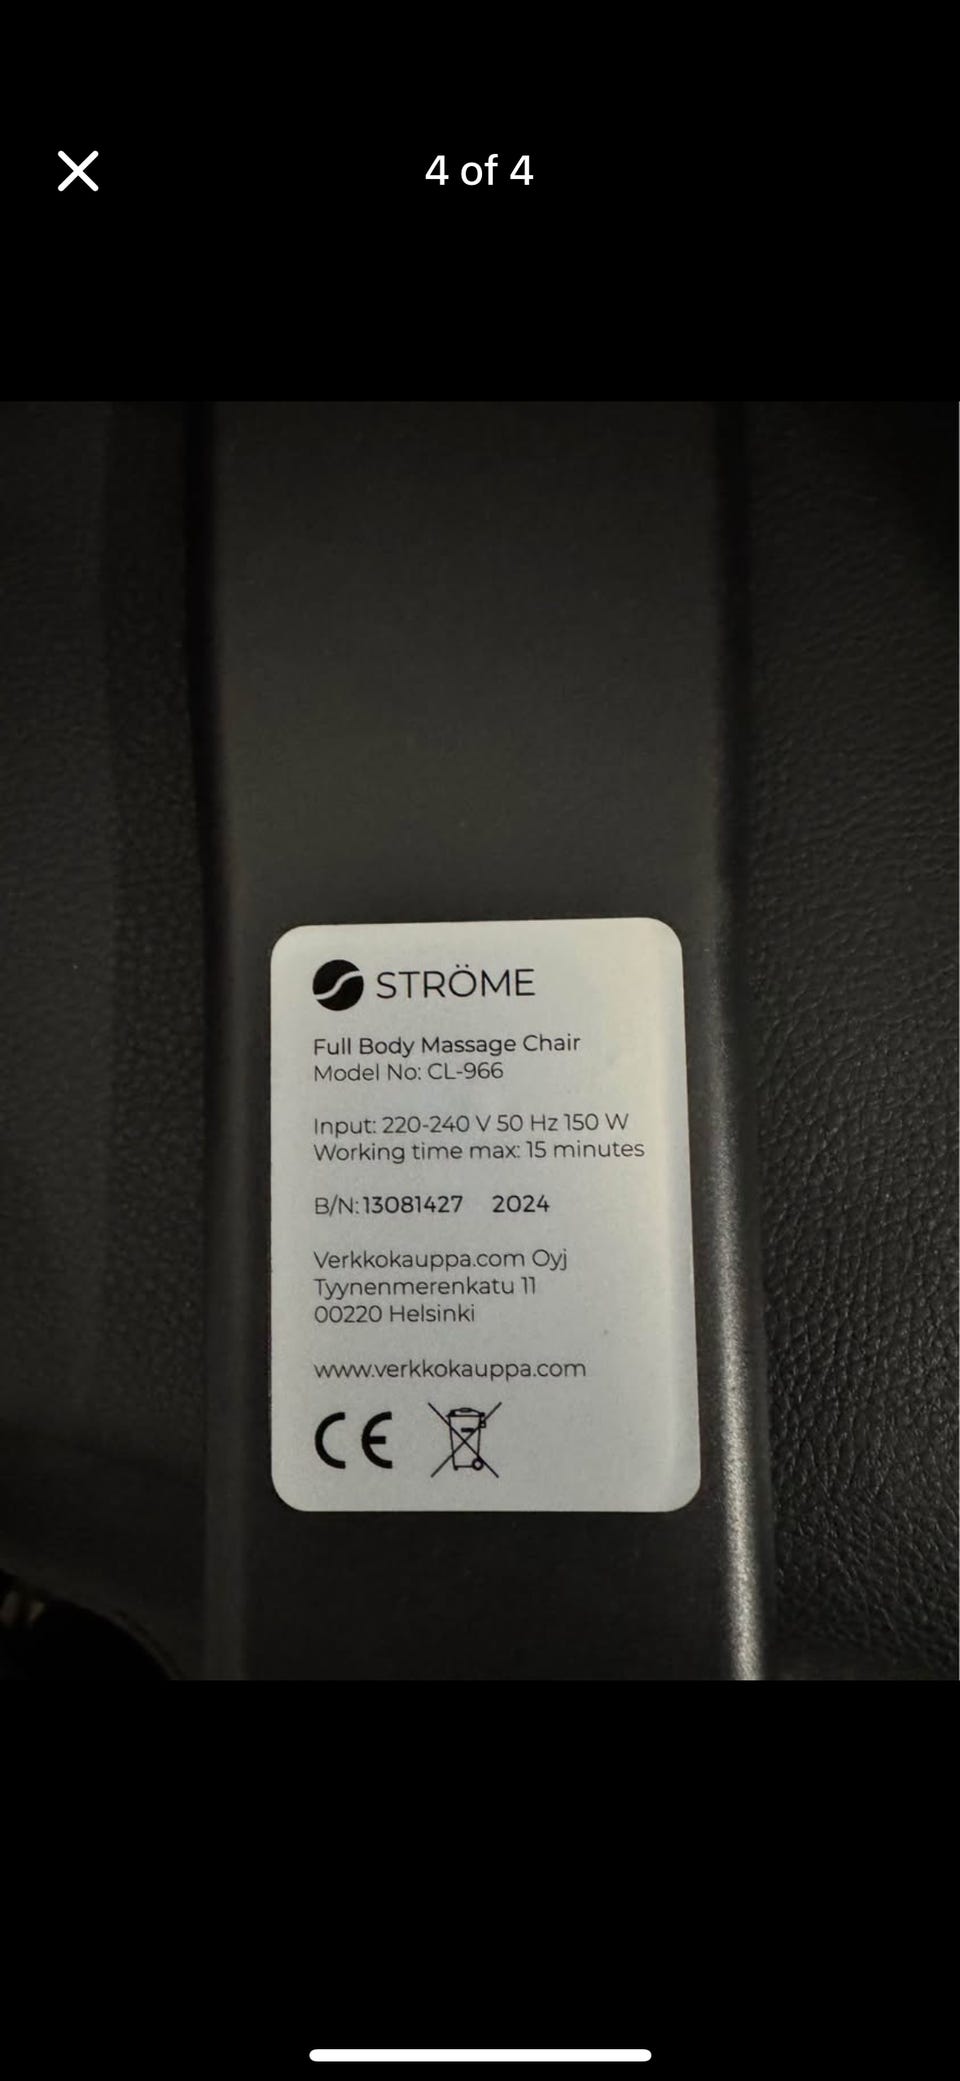 4 of 4
STRÖME
Full Body Massage Chair
Model No: CL-966
Input: 220-240 V 50 Hz 150 W
Working time max: 15 minutes
B/N: 13081427 2024
Verkkokauppa.com Oyj
Tyynenmerenkatu 11
00220 Helsinki
www.verkkokauppa.com
CE